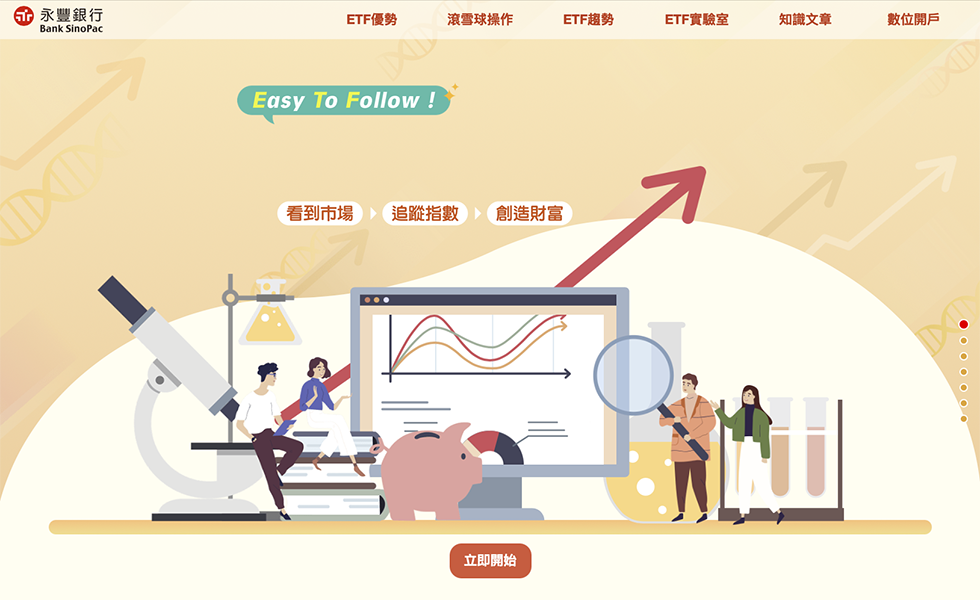 永豐銀行
Bank SinoPac
ETF優勢
滾雪球操作
ETF趨勢
ETF實驗室
知識文章
數位開戶
Easy To Follow !
看到市場
追蹤指數
創造財富
立即開始